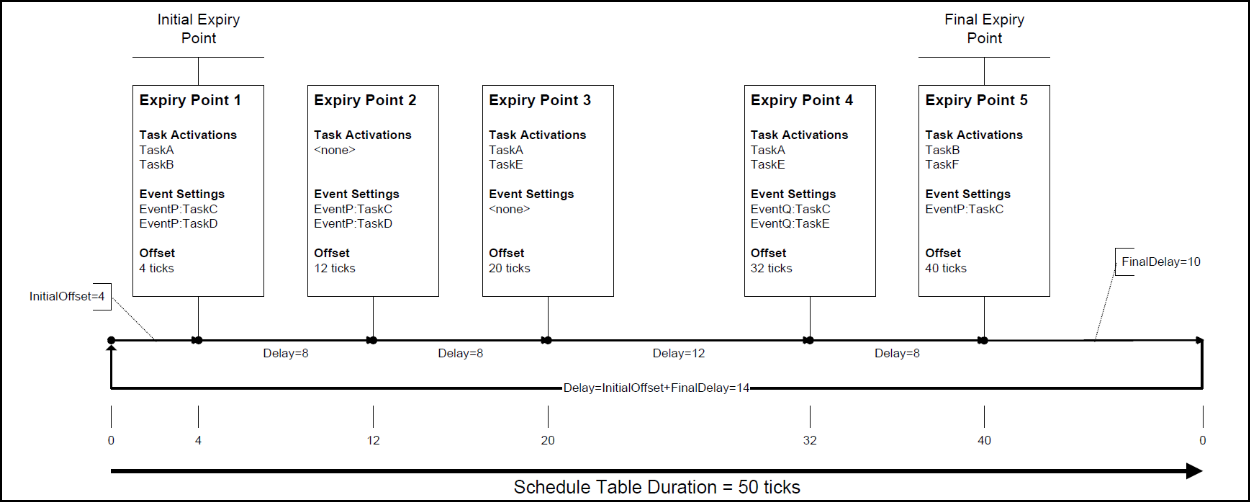 Initial Expiry
Point
Final Expiry
Point
Expiry Point 1
Task Activations
TaskA
TaskB
Event Settings
EventP:TaskC
EventP:TaskD
Offset
4 ticks
Expiry Point 2
Task Activations
<none>
Event Settings
EventP:TaskC
EventP:TaskD
Offset
12 ticks
Expiry Point 3
Task Activations
TaskA
TaskE
Event Settings
<none>
Offset
20 ticks
Expiry Point 4
Task Activations
TaskA
TaskE
Event Settings
EventQ:TaskC
EventQ:TaskE
Offset
32 ticks
Expiry Point 5
Task Activations
TaskB
TaskF
Event Settings
EventP:TaskC
Offset
40 ticks
InitialOffset=4
FinalDelay=10
Delay=8
Delay=8
Delay=12
Delay=8
Delay=InitialOffset+FinalDelay=14
0
4
12
20
32
40
0
Schedule Table Duration = 50 ticks